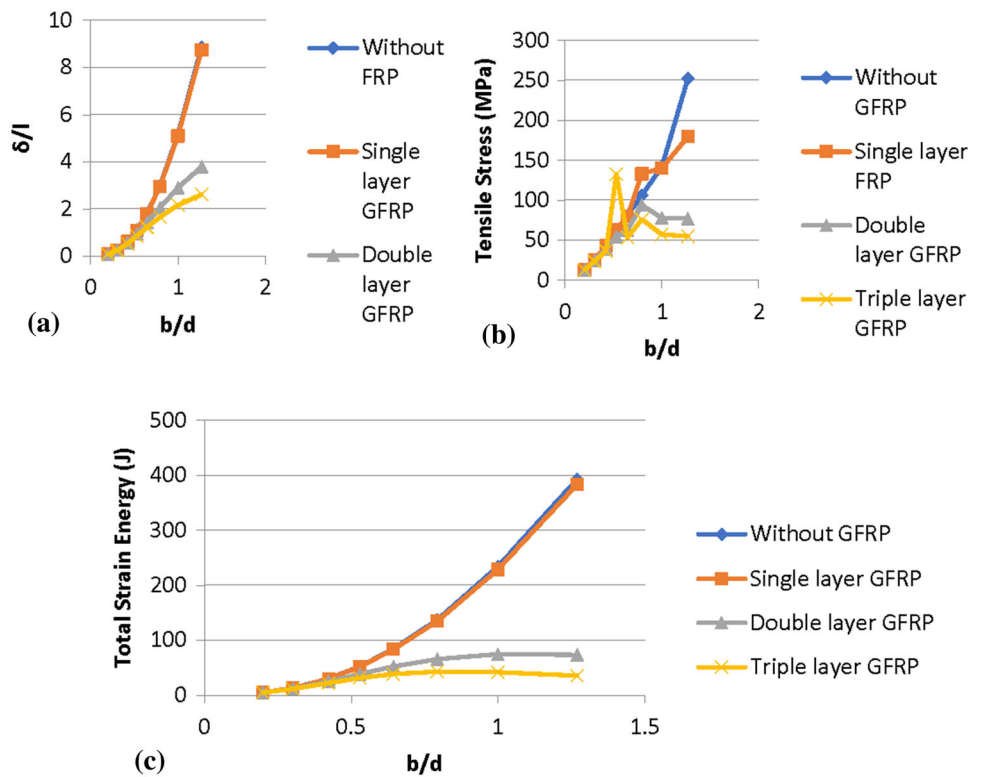 10
8
6
4
2
0
δ/l
0
1
2
b/d
(a)
Without
FRP
Single
layer
GFRP
Double
layer
GFRP
300
250
200
150
100
50
0
Tensile Stress (MPa)
0
1
2
b/d
(b)
Without
GFRP
Single layer
FRP
Double
layer GFRP
Triple layer
GFRP
500
400
300
200
100
0
Total Strain Energy (J)
0
0.5
1
1.5
b/d
(c)
Without GFRP
Single layer GFRP
Double layer GFRP
Triple layer GFRP